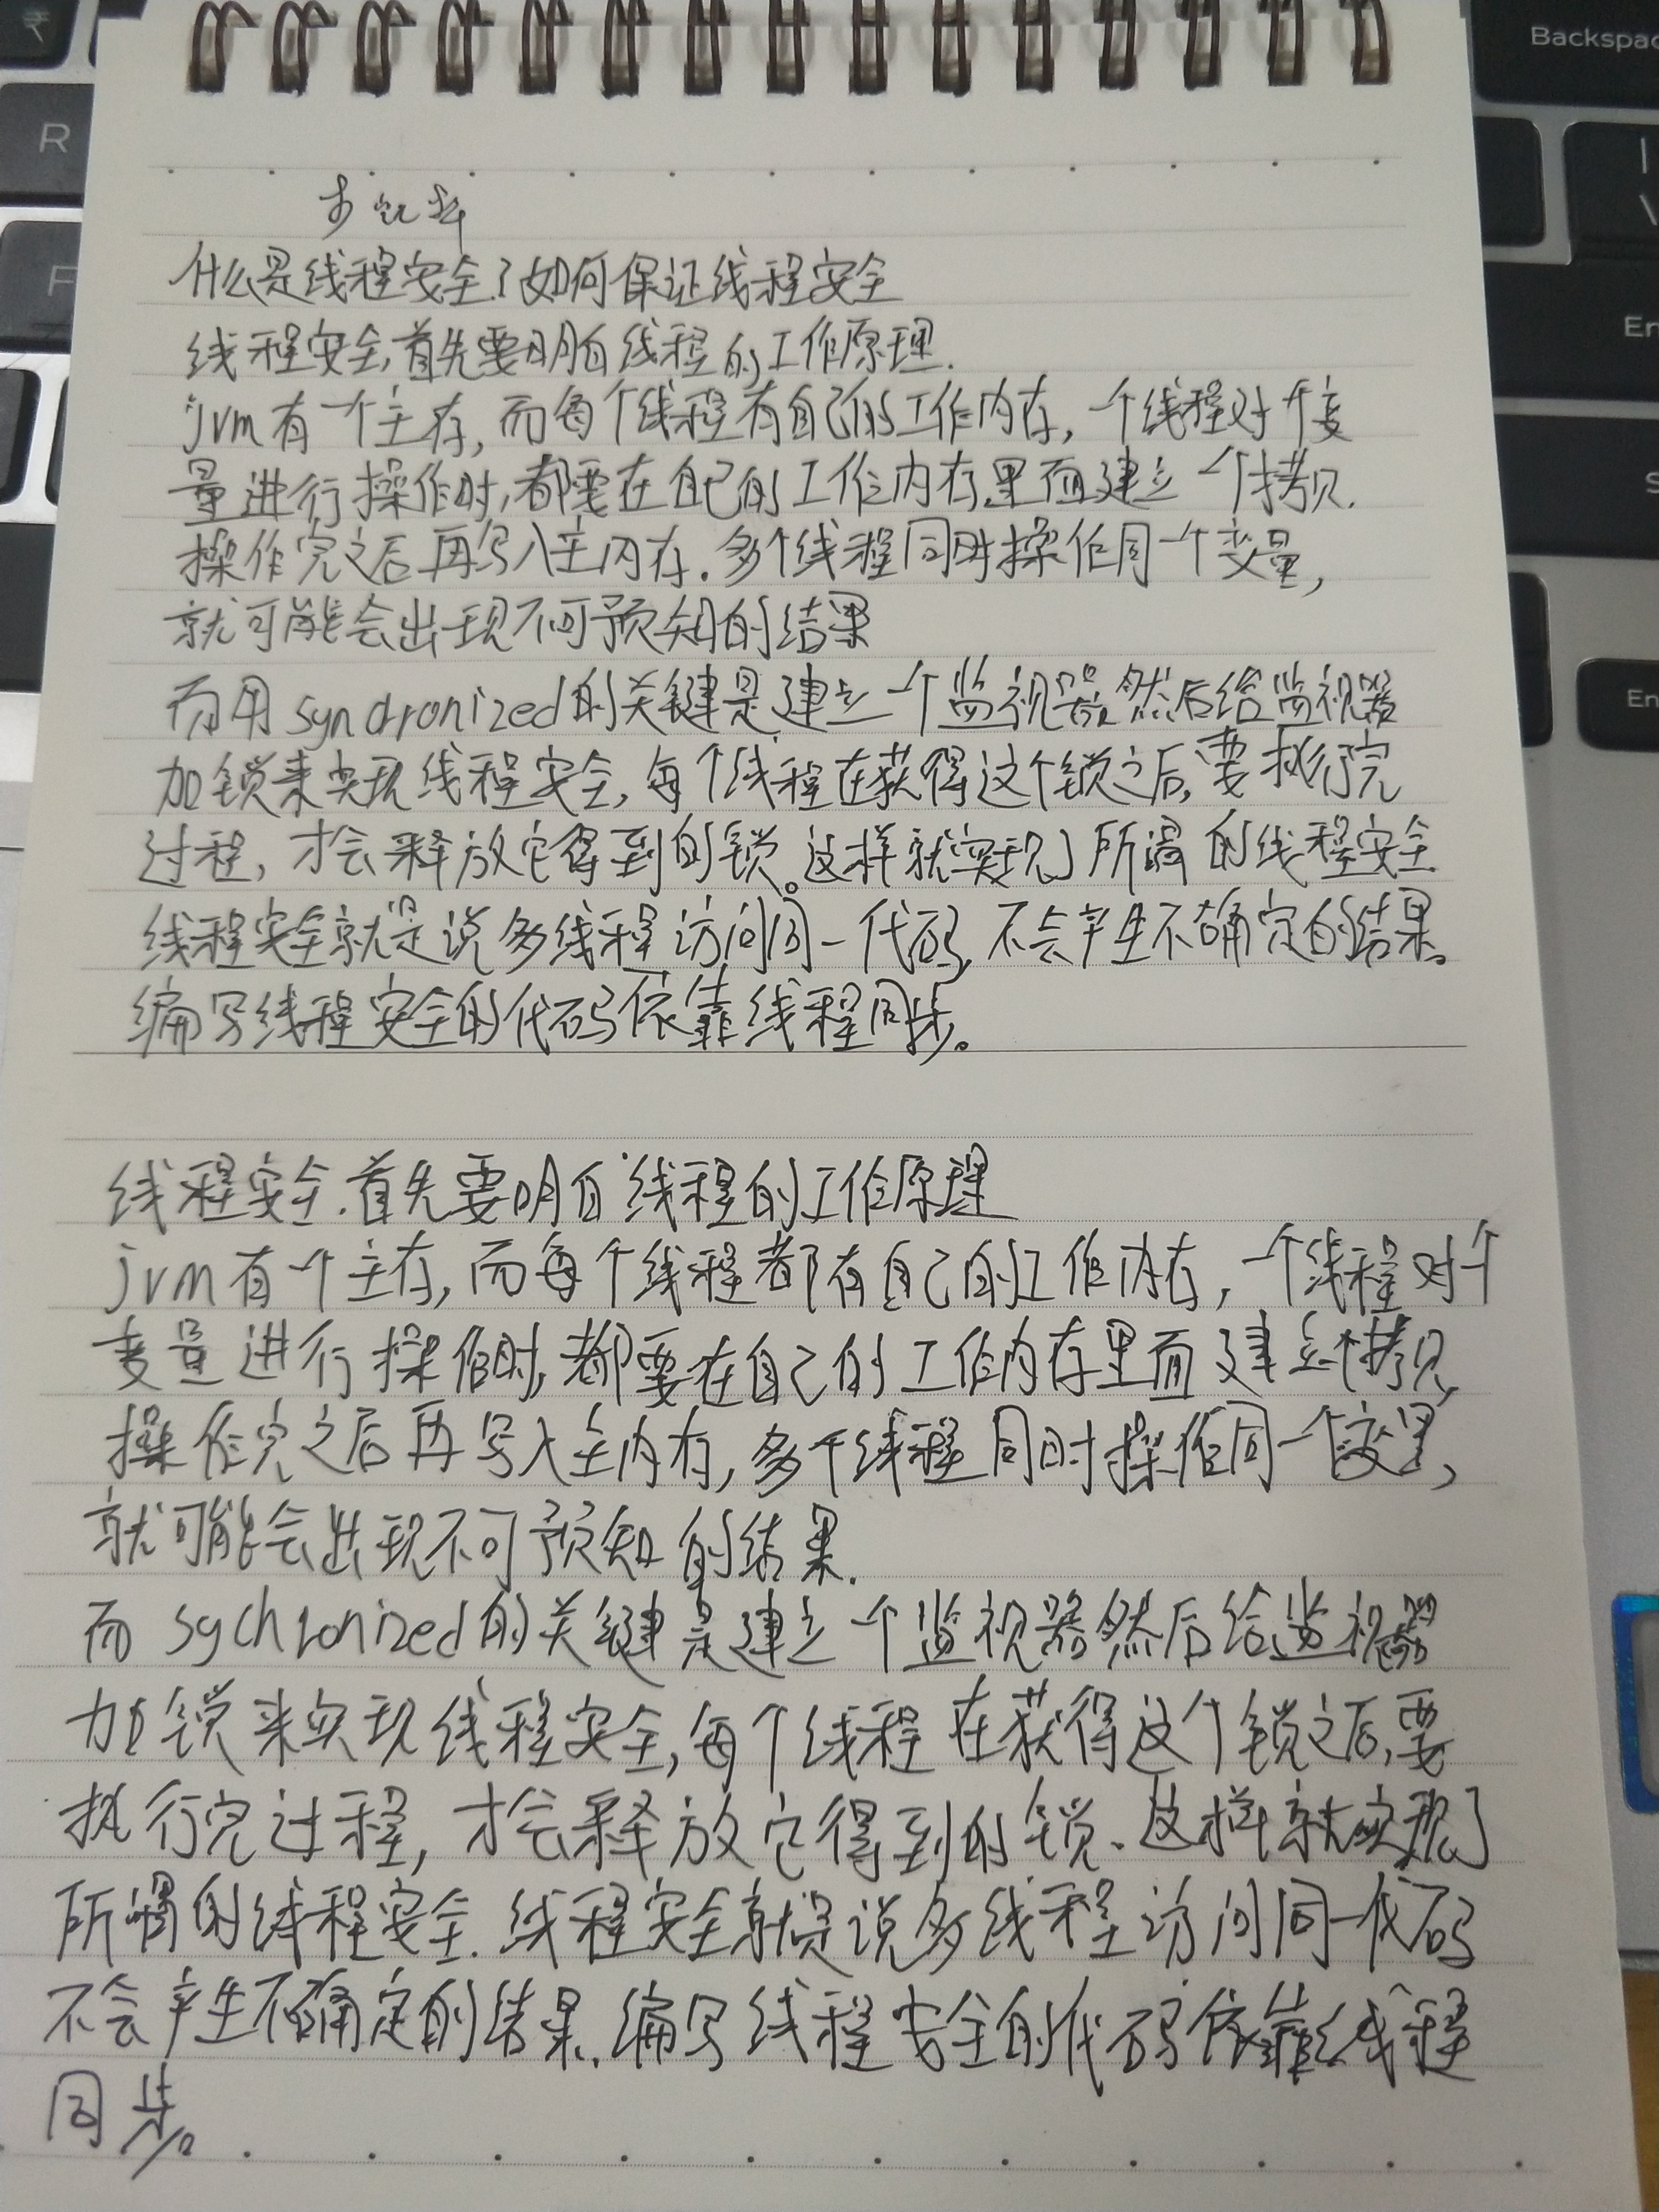 什么是线程安全?如何保证线程安全
线程安全,首先要明白线程的工作原理.
jvm有一个主存,而每个线程有自己的工作内存,一个线程对个变
量进行操作时,都要在自己的工作内存里面建立一个拷贝.
操作完之后再写入主内存.多个线程同时操作同一个变量,
就可能会出现不可预知的结果
而用synchronized的关键是建立一个监视器,然后给监视器
加锁来实现线程安全,每个线程在获得这个锁之后,要执行完
过程,才会释放它得到的锁。这样就实现了所谓的线程安全
线程安全就是说多线程访问同一代码,不会产生不确定的结果。
编写线程安全的代码依靠线程同步。
线程安全.首先要明白线程的工作原理
jvm有一个主存,而每个线程都有自己的工作内存,一个线程对个
变量进行操作时,都要在自己的工作内存里面建立个拷贝,
操作完之后再写入主内存,多个线程同时操作同一个变量,
就可能会出现不可预知的结果.
而sychronized的关键是建立一个监视器然后给监视器
加锁来实现线程安全,每个线程在获得这个锁之后,要
执行完过程,才会释放它得到的锁、这样就实现了
所谓的线程安全.线程安全就是说多线程访问同一代码
不会产生不确定的结果.编写线程安全的代码依靠线程
同步。
Backspac
R
F
En
S
En